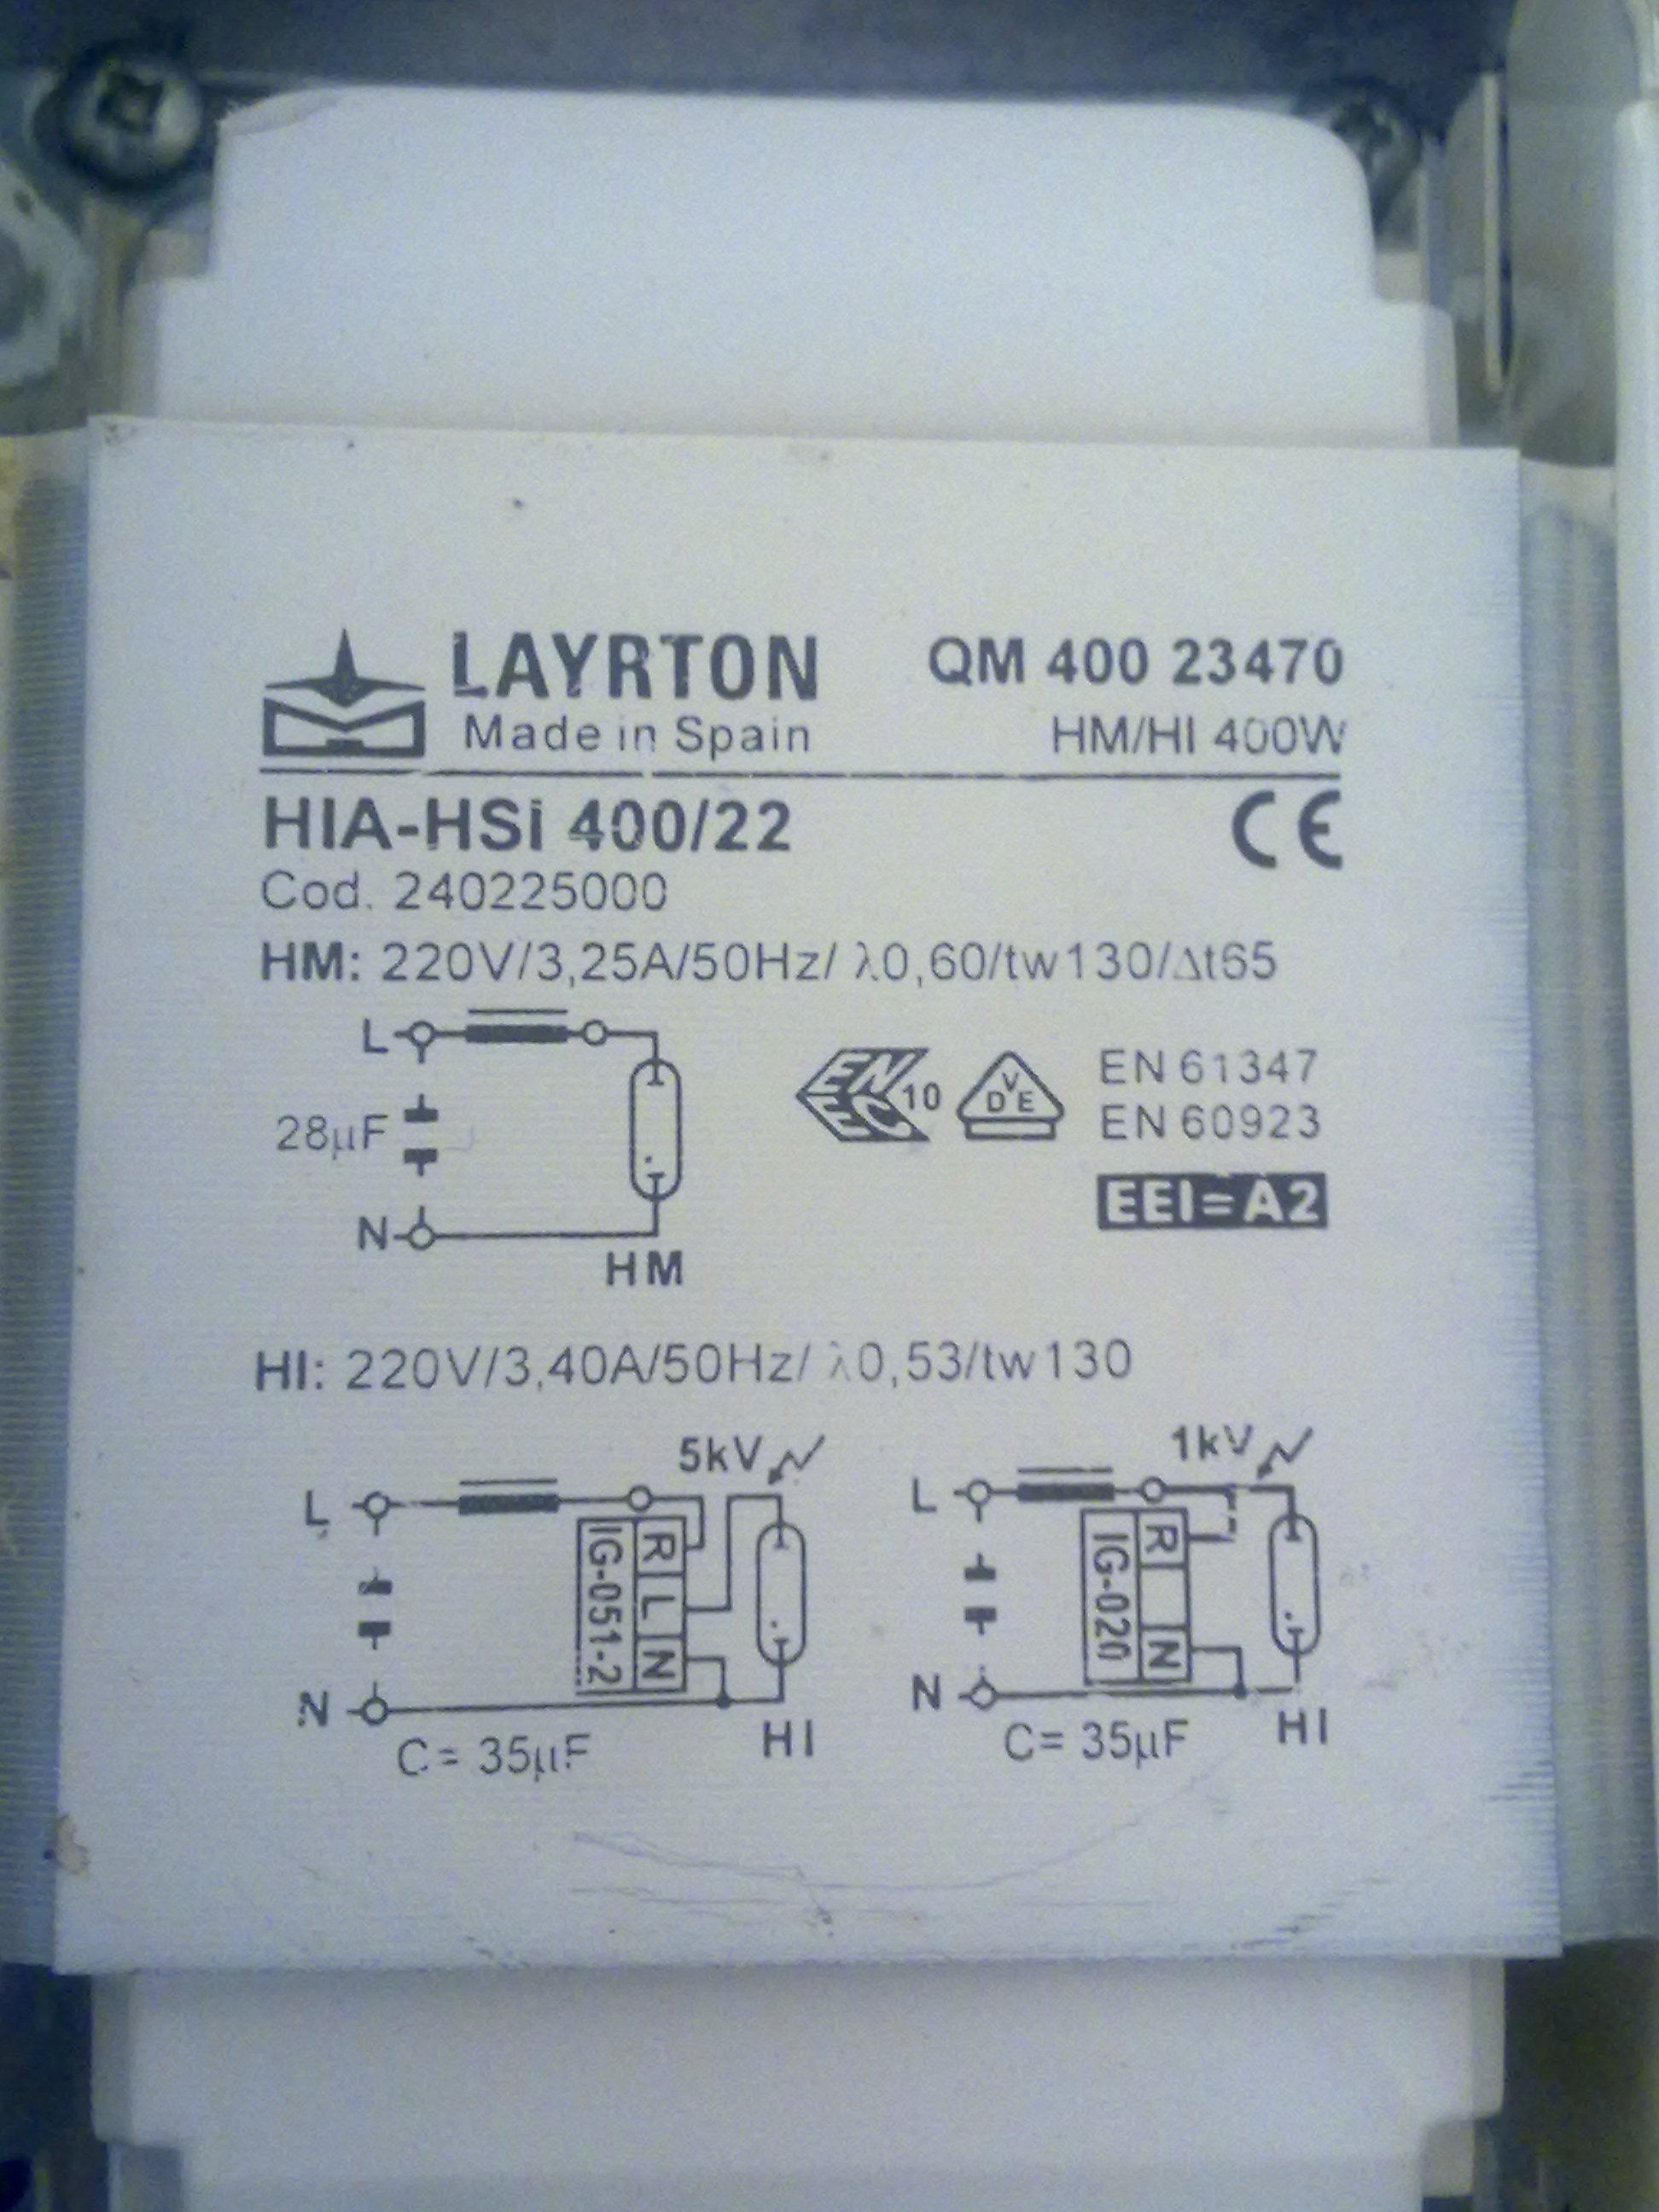 LAYRTON
Made in Spain
QM 400 23470
HM/HI 400W
HIA-HSi 400/22
CE
Cod. 240225000
HM: 220V/3,25A/50Hz/ λ0,60/tw130/Δt65
L
28µF
N
HM
ENEC 10
VDE
EN 61347
EN 60923
EEI=A2
HI: 220V/3,40A/50Hz/ λ0,53/tw130
5kV
L
R L N
IG-051-2
N
C= 35µF
HI
1kV
L
R N
IG-020
N
C= 35µF
HI